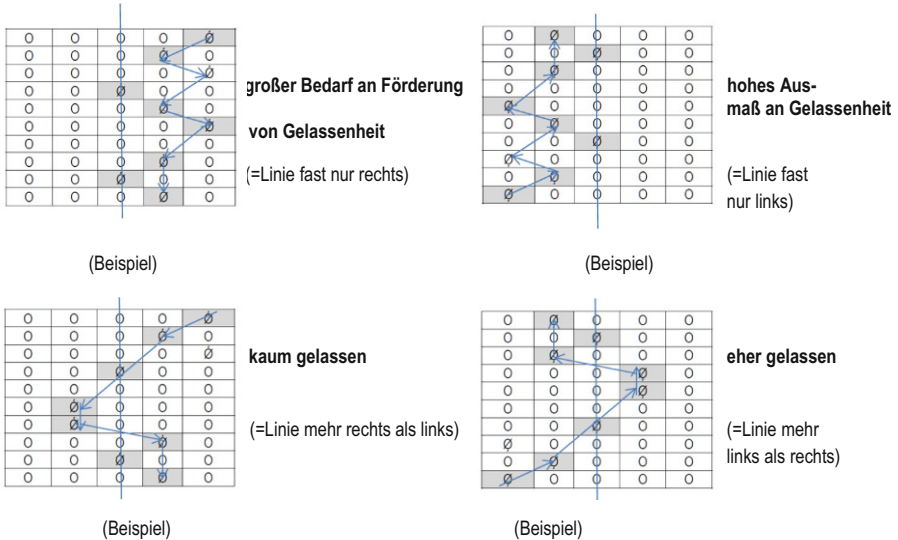 O O O O Ø
O O O Ø O
O O O O Ø
O O Ø O O
O O O Ø O
O O O O Ø
O O O O O
O O O Ø O
O O Ø O O
O O O Ø O
großer Bedarf an Förderung
von Gelassenheit
(=Linie fast nur rechts)
(Beispiel)
O Ø O O O
O O Ø O O
O Ø O O O
O O O O O
Ø O O O O
O Ø O O O
O O Ø O O
Ø O O O O
O Ø O O O
Ø O O O O
hohes Aus-
maß an Gelassenheit
(=Linie fast
nur links)
(Beispiel)
O O O O Ø
O O O Ø O
O O O O Ø
O O Ø O O
O O O O O
O Ø O O O
O Ø O O O
O O O Ø O
O O Ø O O
O O O Ø O
kaum gelassen
(=Linie mehr rechts als links)
(Beispiel)
O Ø O O O
O O Ø O O
O Ø O O O
O O O Ø O
O O O Ø O
O O O O O
O O Ø O O
Ø O O O O
O Ø O O O
Ø O O O O
eher gelassen
(=Linie mehr
links als rechts)
(Beispiel)